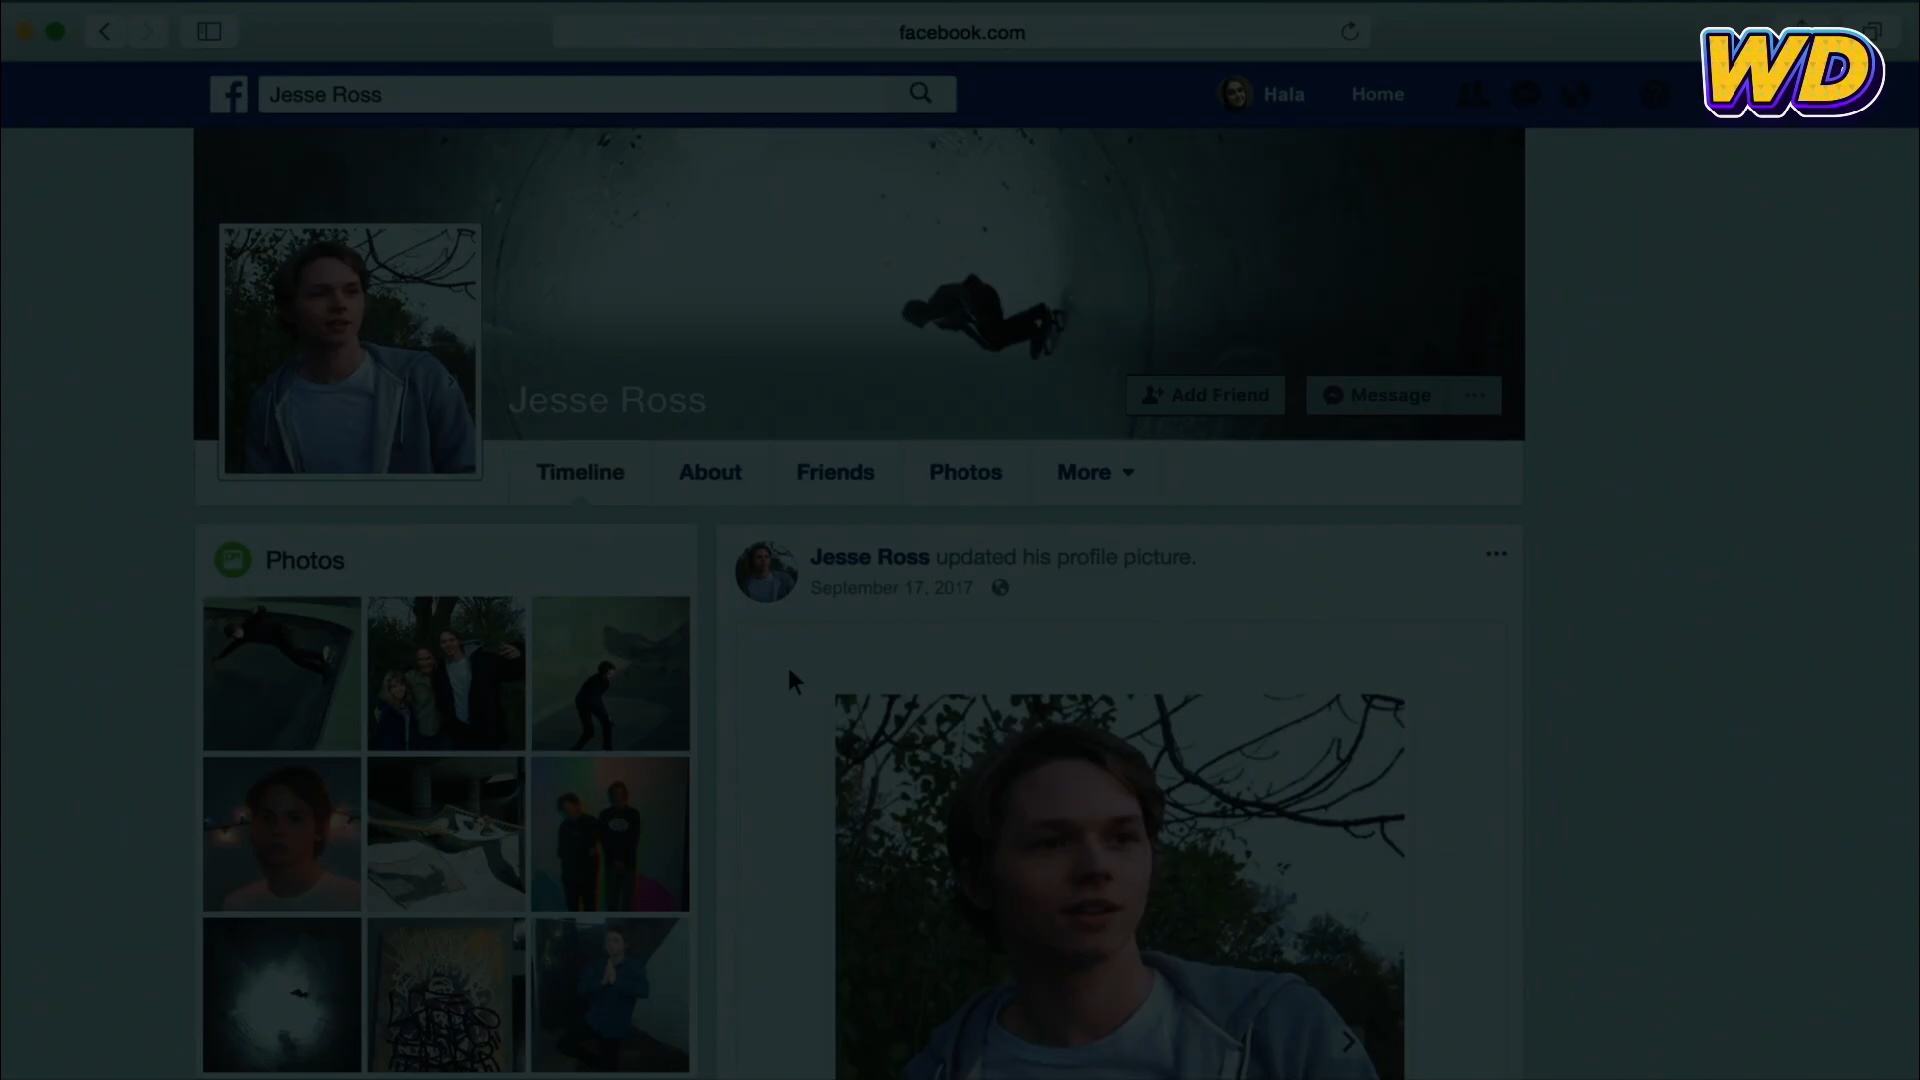 facebook.com
WD
f
Jesse Ross
Hala
Home
Jesse Ross
Add Friend
Message
Timeline
About
Friends
Photos
More
Photos
Jesse Ross updated his profile picture.
September 17, 2017